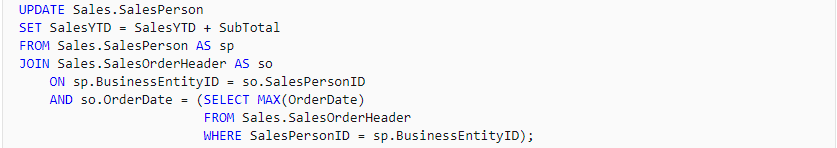 UPDATE Sales.SalesPerson
SET SalesYTD = SalesYTD + SubTotal
FROM Sales.SalesPerson AS sp
JOIN Sales.SalesOrderHeader AS so
    ON sp.BusinessEntityID = so.SalesPersonID
    AND so.OrderDate = (SELECT MAX(OrderDate)
                        FROM Sales.SalesOrderHeader
                        WHERE SalesPersonID = sp.BusinessEntityID);